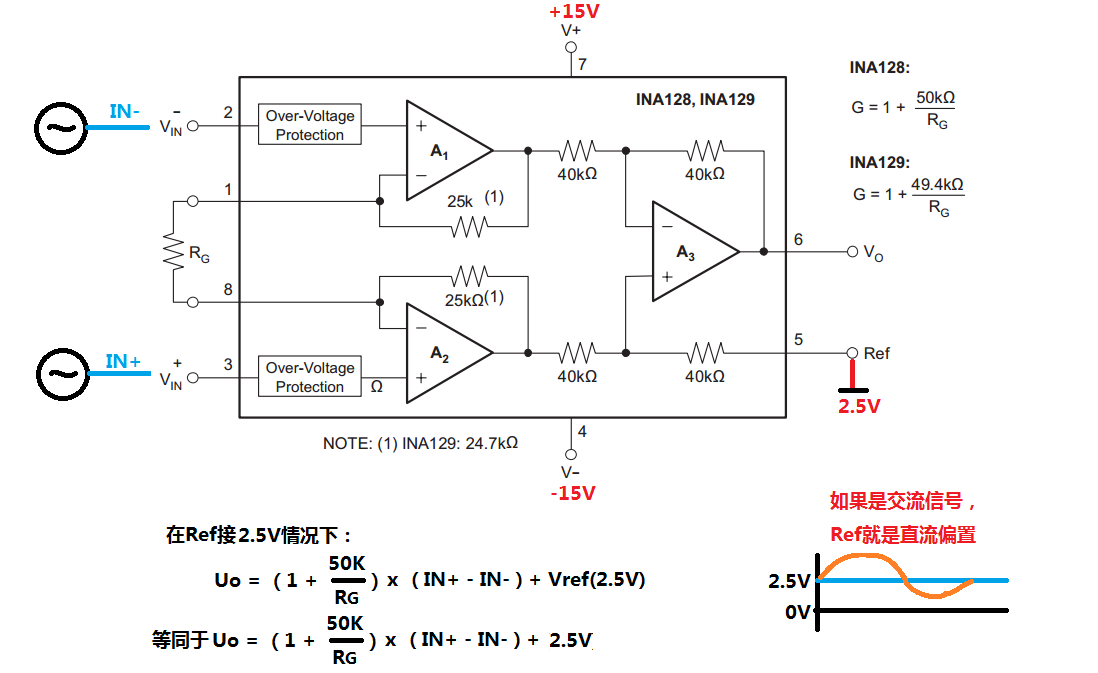 +15V
V+
7
INA128, INA129
INA128:
G = 1 + 50kΩ
RG
INA129:
G = 1 + 49.4kΩ
RG
IN-
−
VIN
2
Over-Voltage
Protection
+
A1
−
40kΩ
40kΩ
1
25k (1)
RG
−
A3
+
6
VO
8
25kΩ(1)
−
A2
+
5
Ref
IN+
+
VIN
3
Over-Voltage
Protection
Ω
40kΩ
40kΩ
2.5V
4
NOTE: (1) INA129: 24.7kΩ
V−
-15V
如果是交流信号，
Ref就是直流偏置
2.5V
0V
在Ref接2.5V情况下：
Uo =（1 + 50K
RG
）x （IN+ - IN-）+ Vref(2.5V)
等同于Uo =（1 + 50K
RG
）x （IN+ - IN-）+ 2.5V